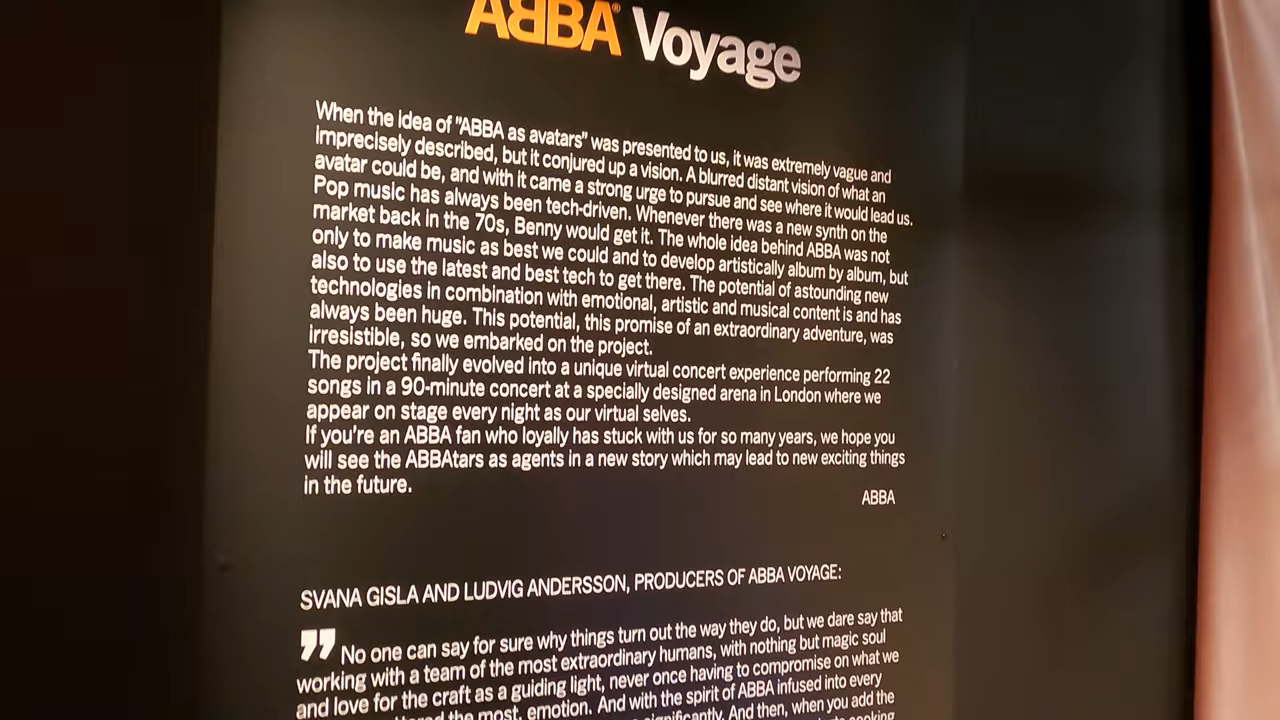 ABBA® Voyage
When the idea of "ABBA as avatars" was presented to us, it was extremely vague and
imprecisely described, but it conjured up a vision. A blurred distant vision of what an
avatar could be, and with it came a strong urge to pursue and see where it would lead us.
Pop music has always been tech-driven. Whenever there was a new synth on the
market back in the 70s, Benny would get it. The whole idea behind ABBA was not
only to make music as best we could and to develop artistically album by album, but
also to use the latest and best tech to get there. The potential of astounding new
technologies in combination with emotional, artistic and musical content is and has
always been huge. This potential, this promise of an extraordinary adventure, was
irresistible, so we embarked on the project.
The project finally evolved into a unique virtual concert experience performing 22
songs in a 90-minute concert at a specially designed arena in London where we
appear on stage every night as our virtual selves.
If you're an ABBA fan who loyally has stuck with us for so many years, we hope you
will see the ABBAtars as agents in a new story which may lead to new exciting things
in the future.
ABBA
SVANA GISLA AND LUDVIG ANDERSSON, PRODUCERS OF ABBA VOYAGE:
” No one can say for sure why things turn out the way they do, but we dare say that
working with a team of the most extraordinary humans, with nothing but magic soul
and love for the craft as a guiding light, never once having to compromise on what we
the most, emotion. And with the spirit of ABBA infused into every
significantly. And then, when you add the
cooking